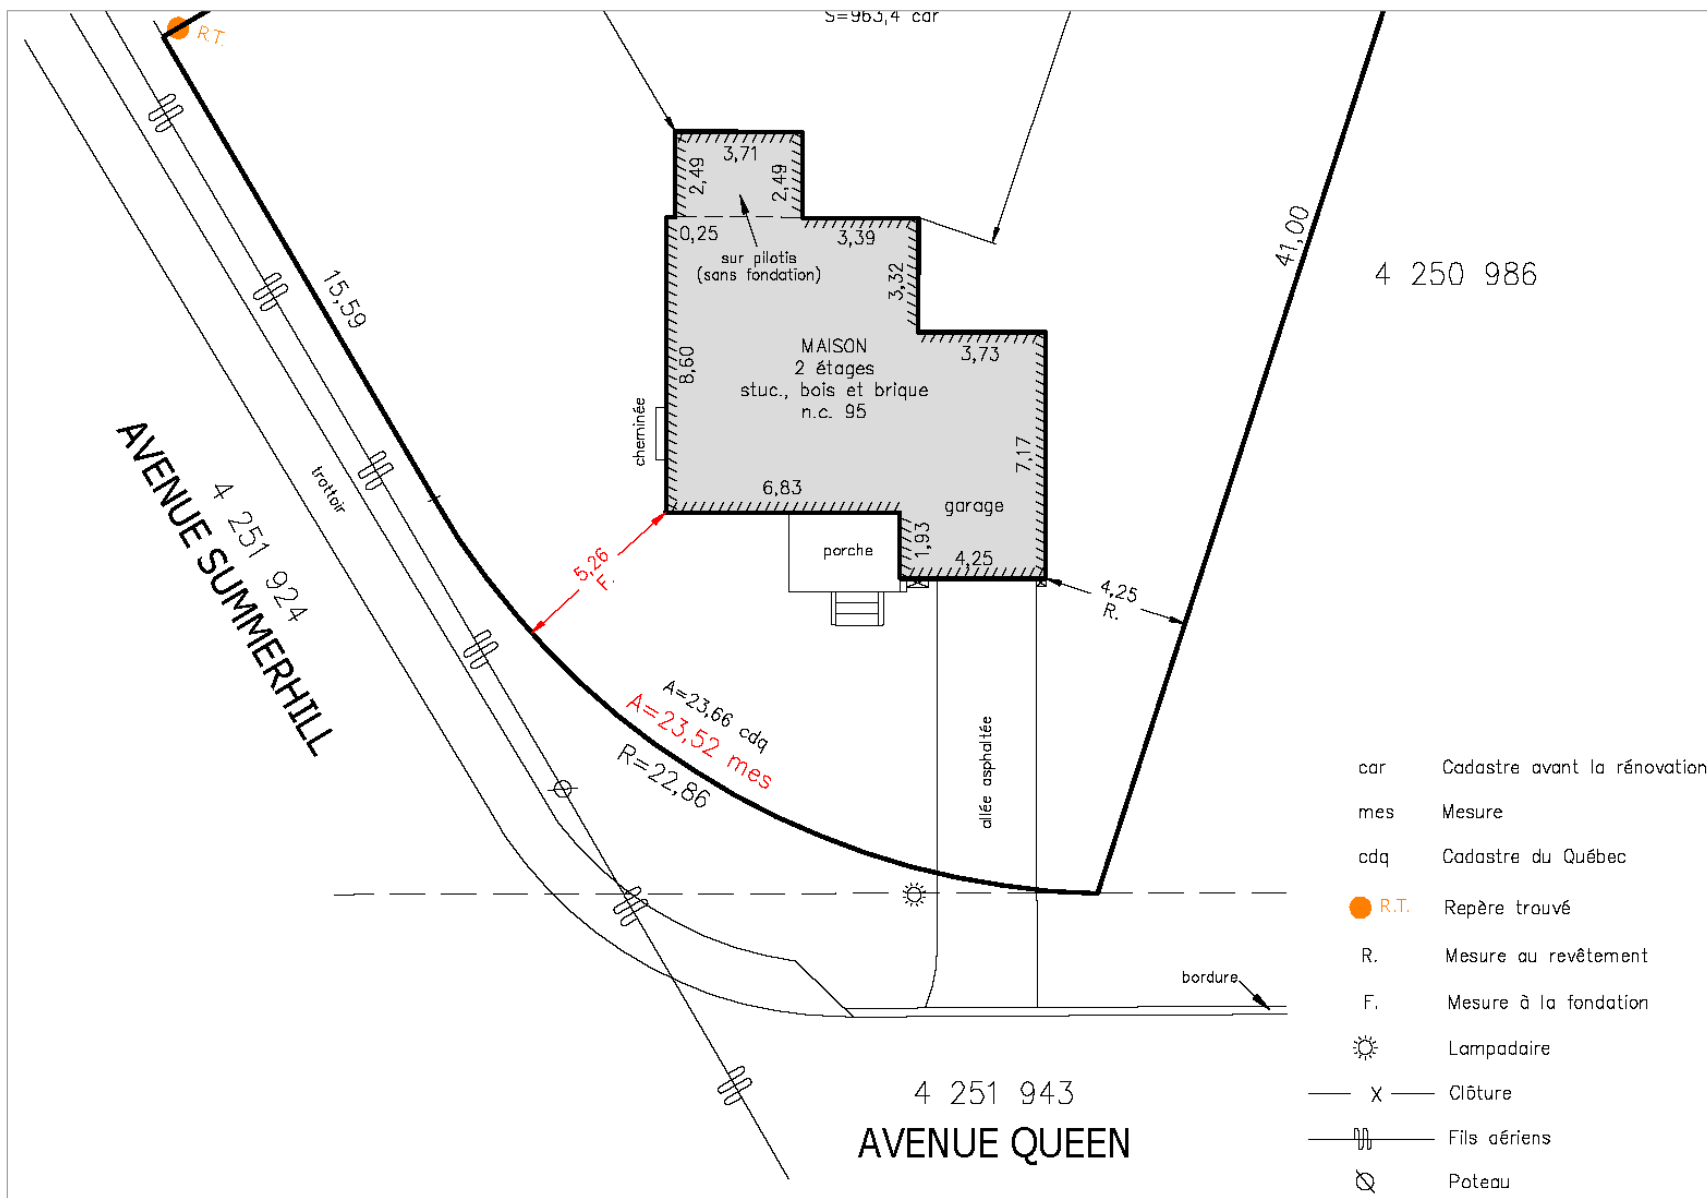 S=963,4 car
R.T.
3,71
2,49
2,49
0,25
3,39
sur pilotis
(sans fondation)
3,32
41,00
4 250 986
15,59
MAISON
2 étages
stuc., bois et brique
n.c. 95
3,73
8,60
cheminée
7,17
6,83
garage
1,93
4,25
porche
trottoir
4 251 924
AVENUE SUMMERHILL
5,26
F.
4,25
R.
A=23,66 cdq
A=23,52 mes
R=22,86
allée asphaltée
bordure
4 251 943
AVENUE QUEEN
car Cadastre avant la rénovation
mes Mesure
cdq Cadastre du Québec
R.T. Repère trouvé
R. Mesure au revêtement
F. Mesure à la fondation
Lampadaire
X Clôture
Fils aériens
Poteau